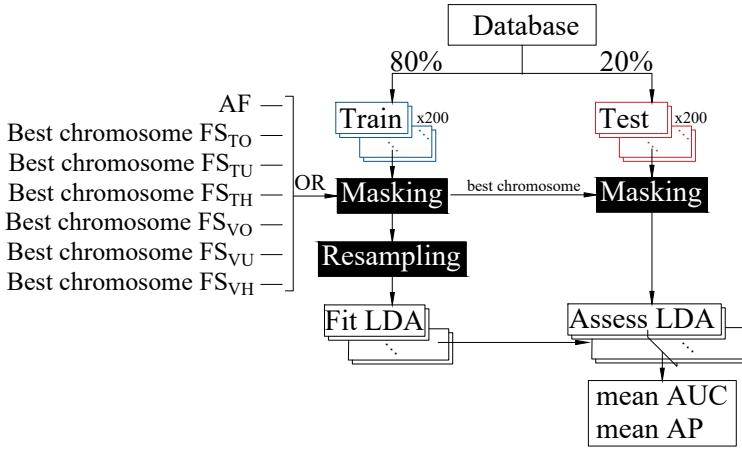 Database
80% 20%
AF
Train x200 Test x200
Best chromosome FS_TO
Best chromosome FS_TU
OR
Best chromosome FS_TH
Masking best chromosome Masking
Best chromosome FS_VO
Best chromosome FS_VU
Resampling
Best chromosome FS_VH
Fit LDA Assess LDA
mean AUC
mean AP